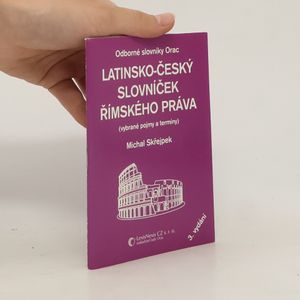 Odborné slovníky Orac
LATINSKO-ČESKÝ
SLOVNÍČEK
ŘÍMSKÉHO PRÁVA
(vybrané pojmy a termíny)
Michal Skřejpek
LexisNexis CZ s. r. o.
3. vydání